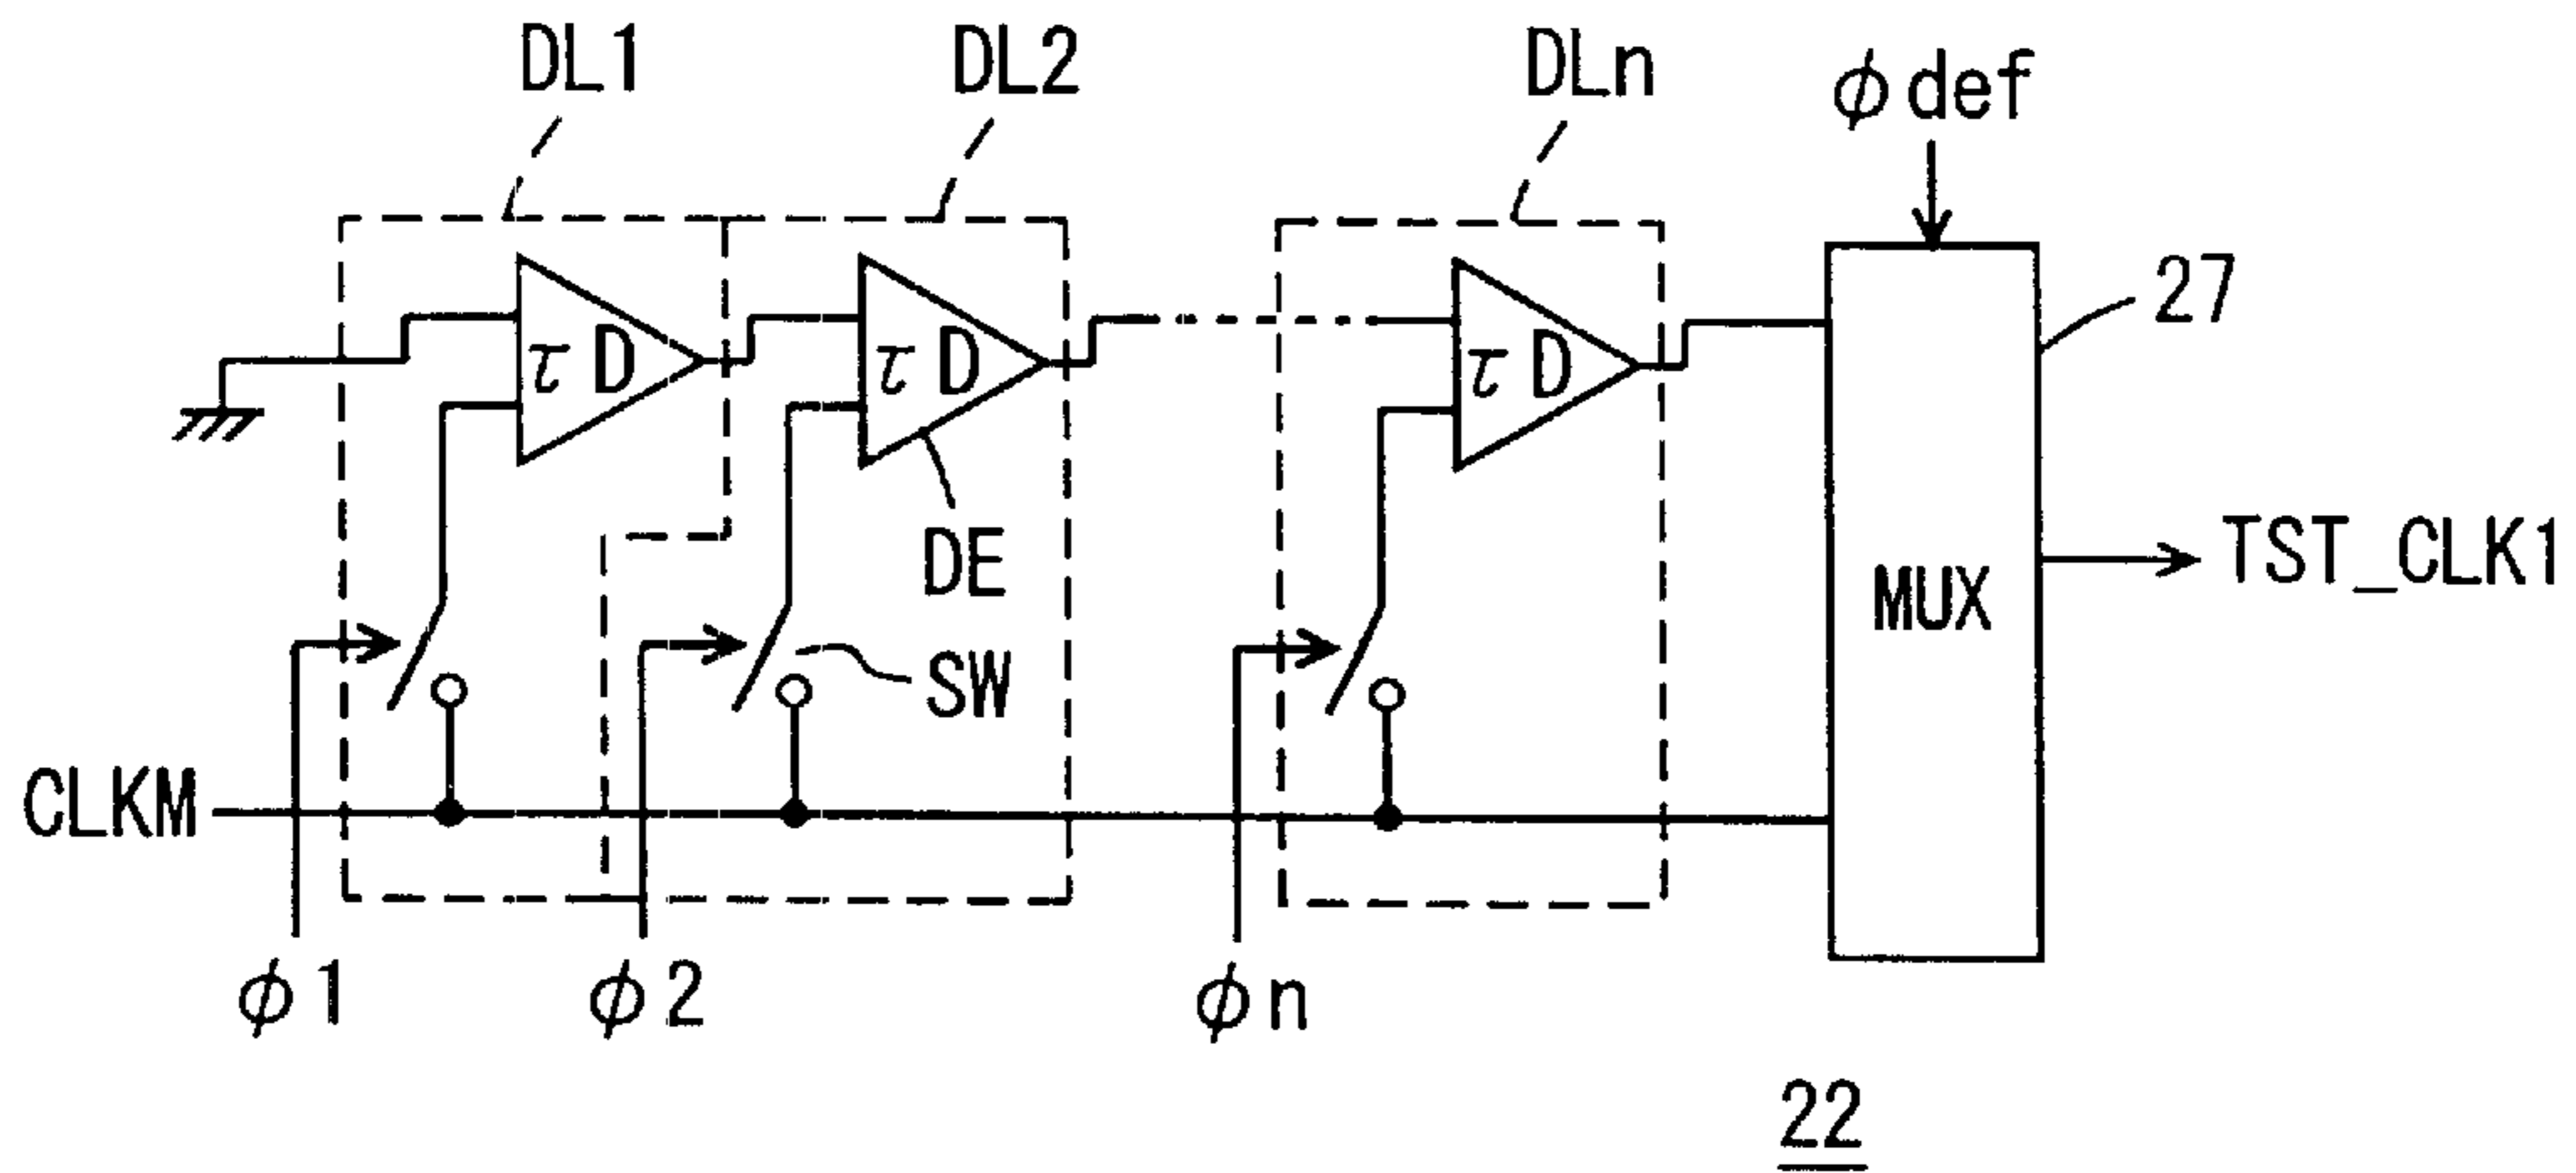 DL1
DL2
DLn
φdef
27
τD
τD
τD
DE
MUX
TST_CLK1
SW
CLKM
φ1
φ2
φn
22